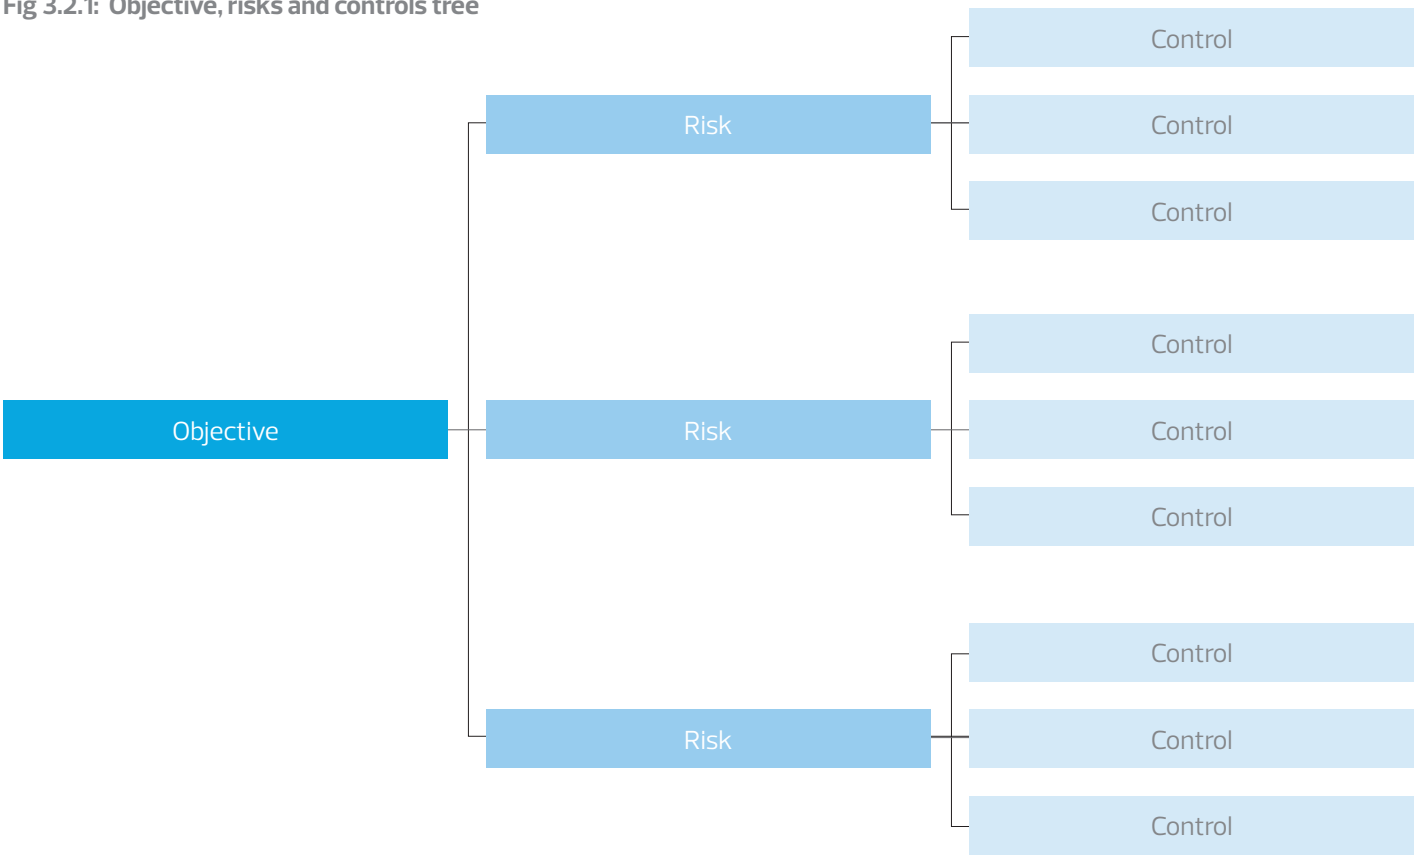 Fig 3.2.1: Objective, risks and controls tree
Control
Risk
Control
Control
Control
Objective
Risk
Control
Control
Control
Risk
Control
Control